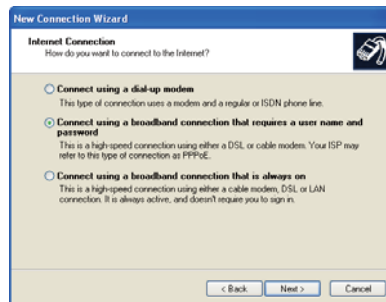 New Connection Wizard
Internet Connection
How do you want to connect to the Internet?
Connect using a dial-up modem
This type of connection uses a modem and a regular or ISDN phone line.
Connect using a broadband connection that requires a user name and
password
This is a high-speed connection using either a DSL or cable modem. Your ISP may
refer to this type of connection as PPPoE.
Connect using a broadband connection that is always on
This is a high-speed connection using either a cable modem, DSL or LAN
connection. It is always active, and doesn't require you to sign in.
< Back Next > Cancel